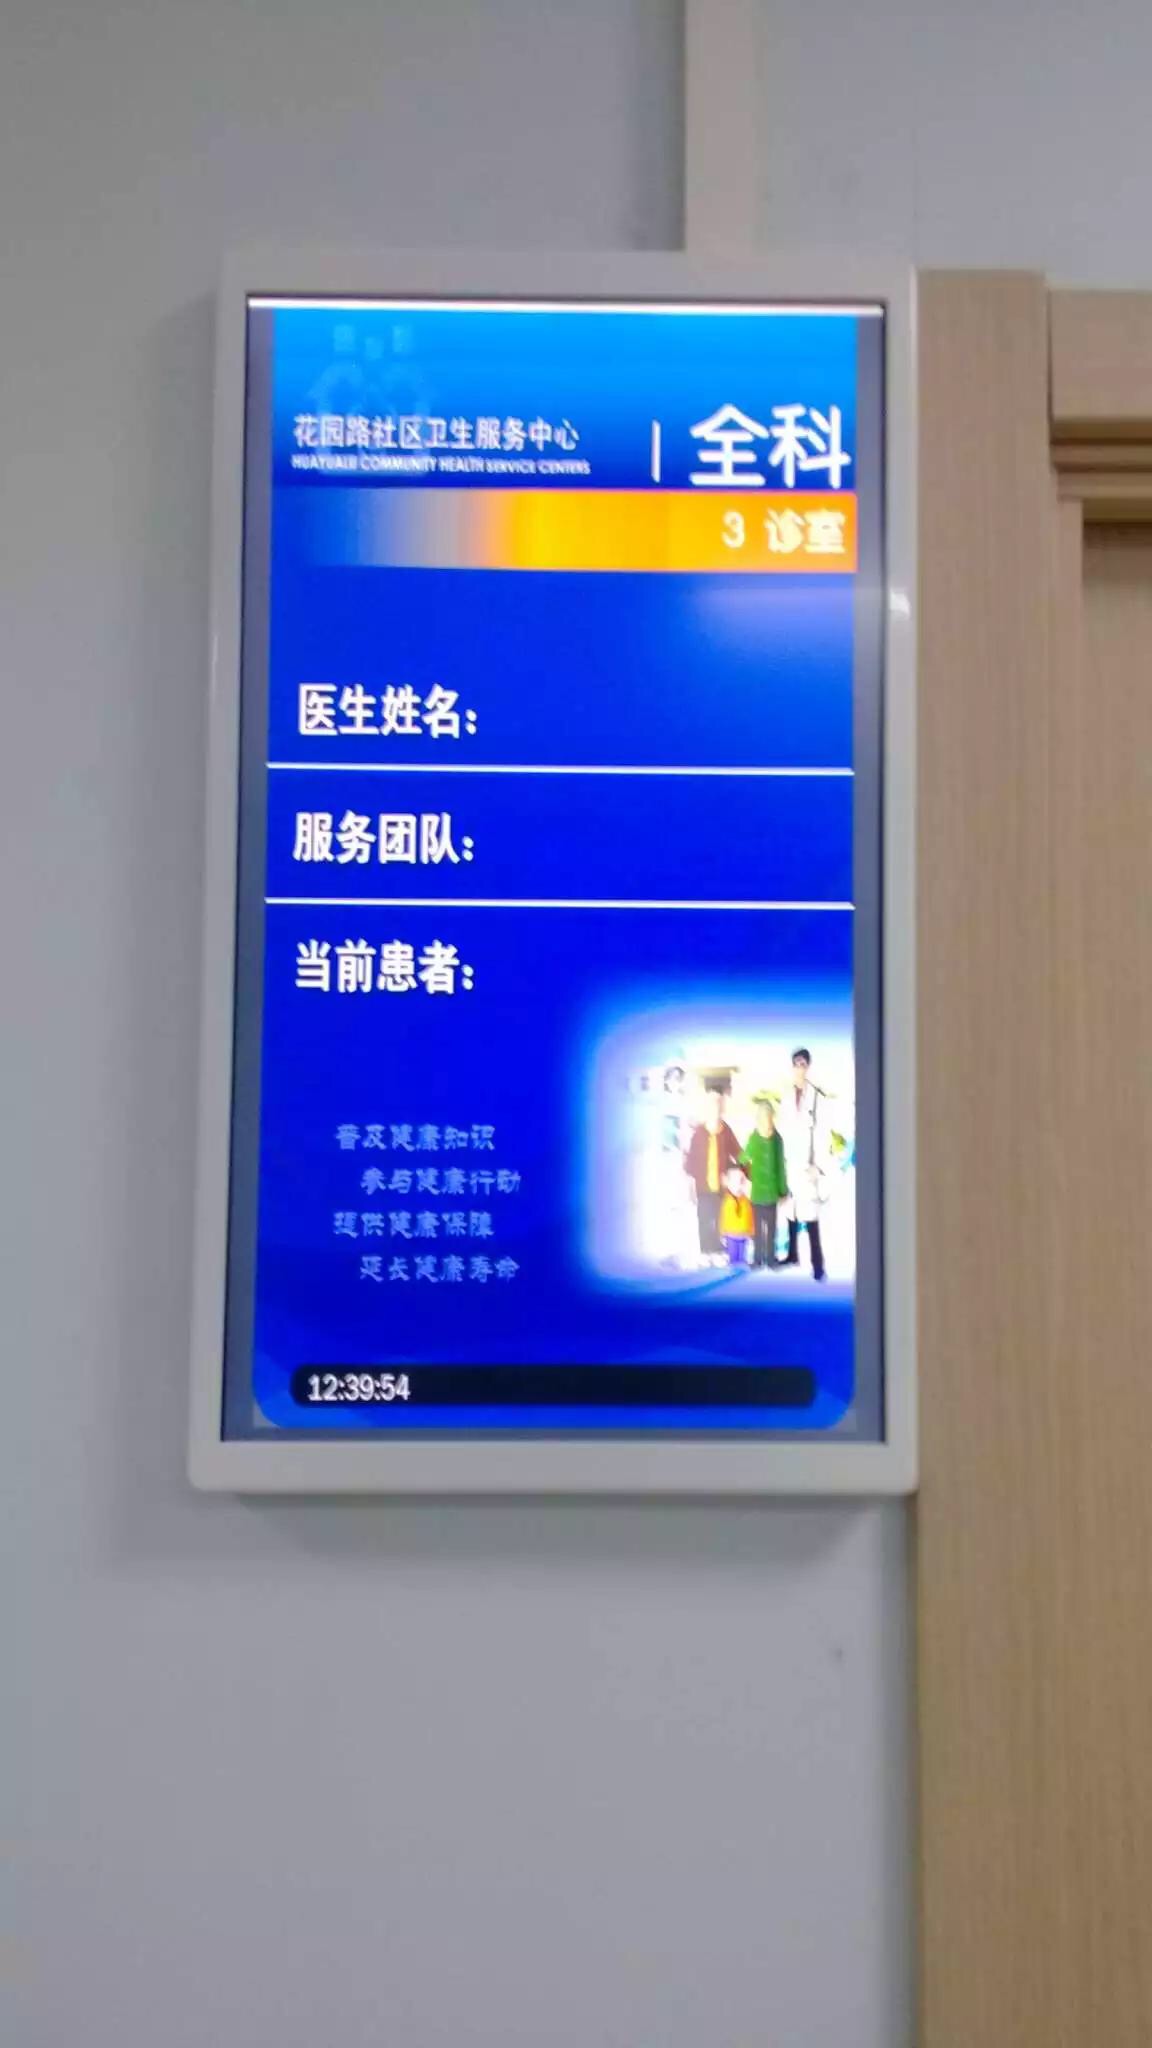 花园路社区卫生服务中心
HUAYUALU COMMUNITY HEALTH SERVICE CENTERS
全科
3 诊室
医生姓名:
服务团队:
当前患者:
普及健康知识
参与健康行动
提供健康保障
延长健康寿命
12:39:54